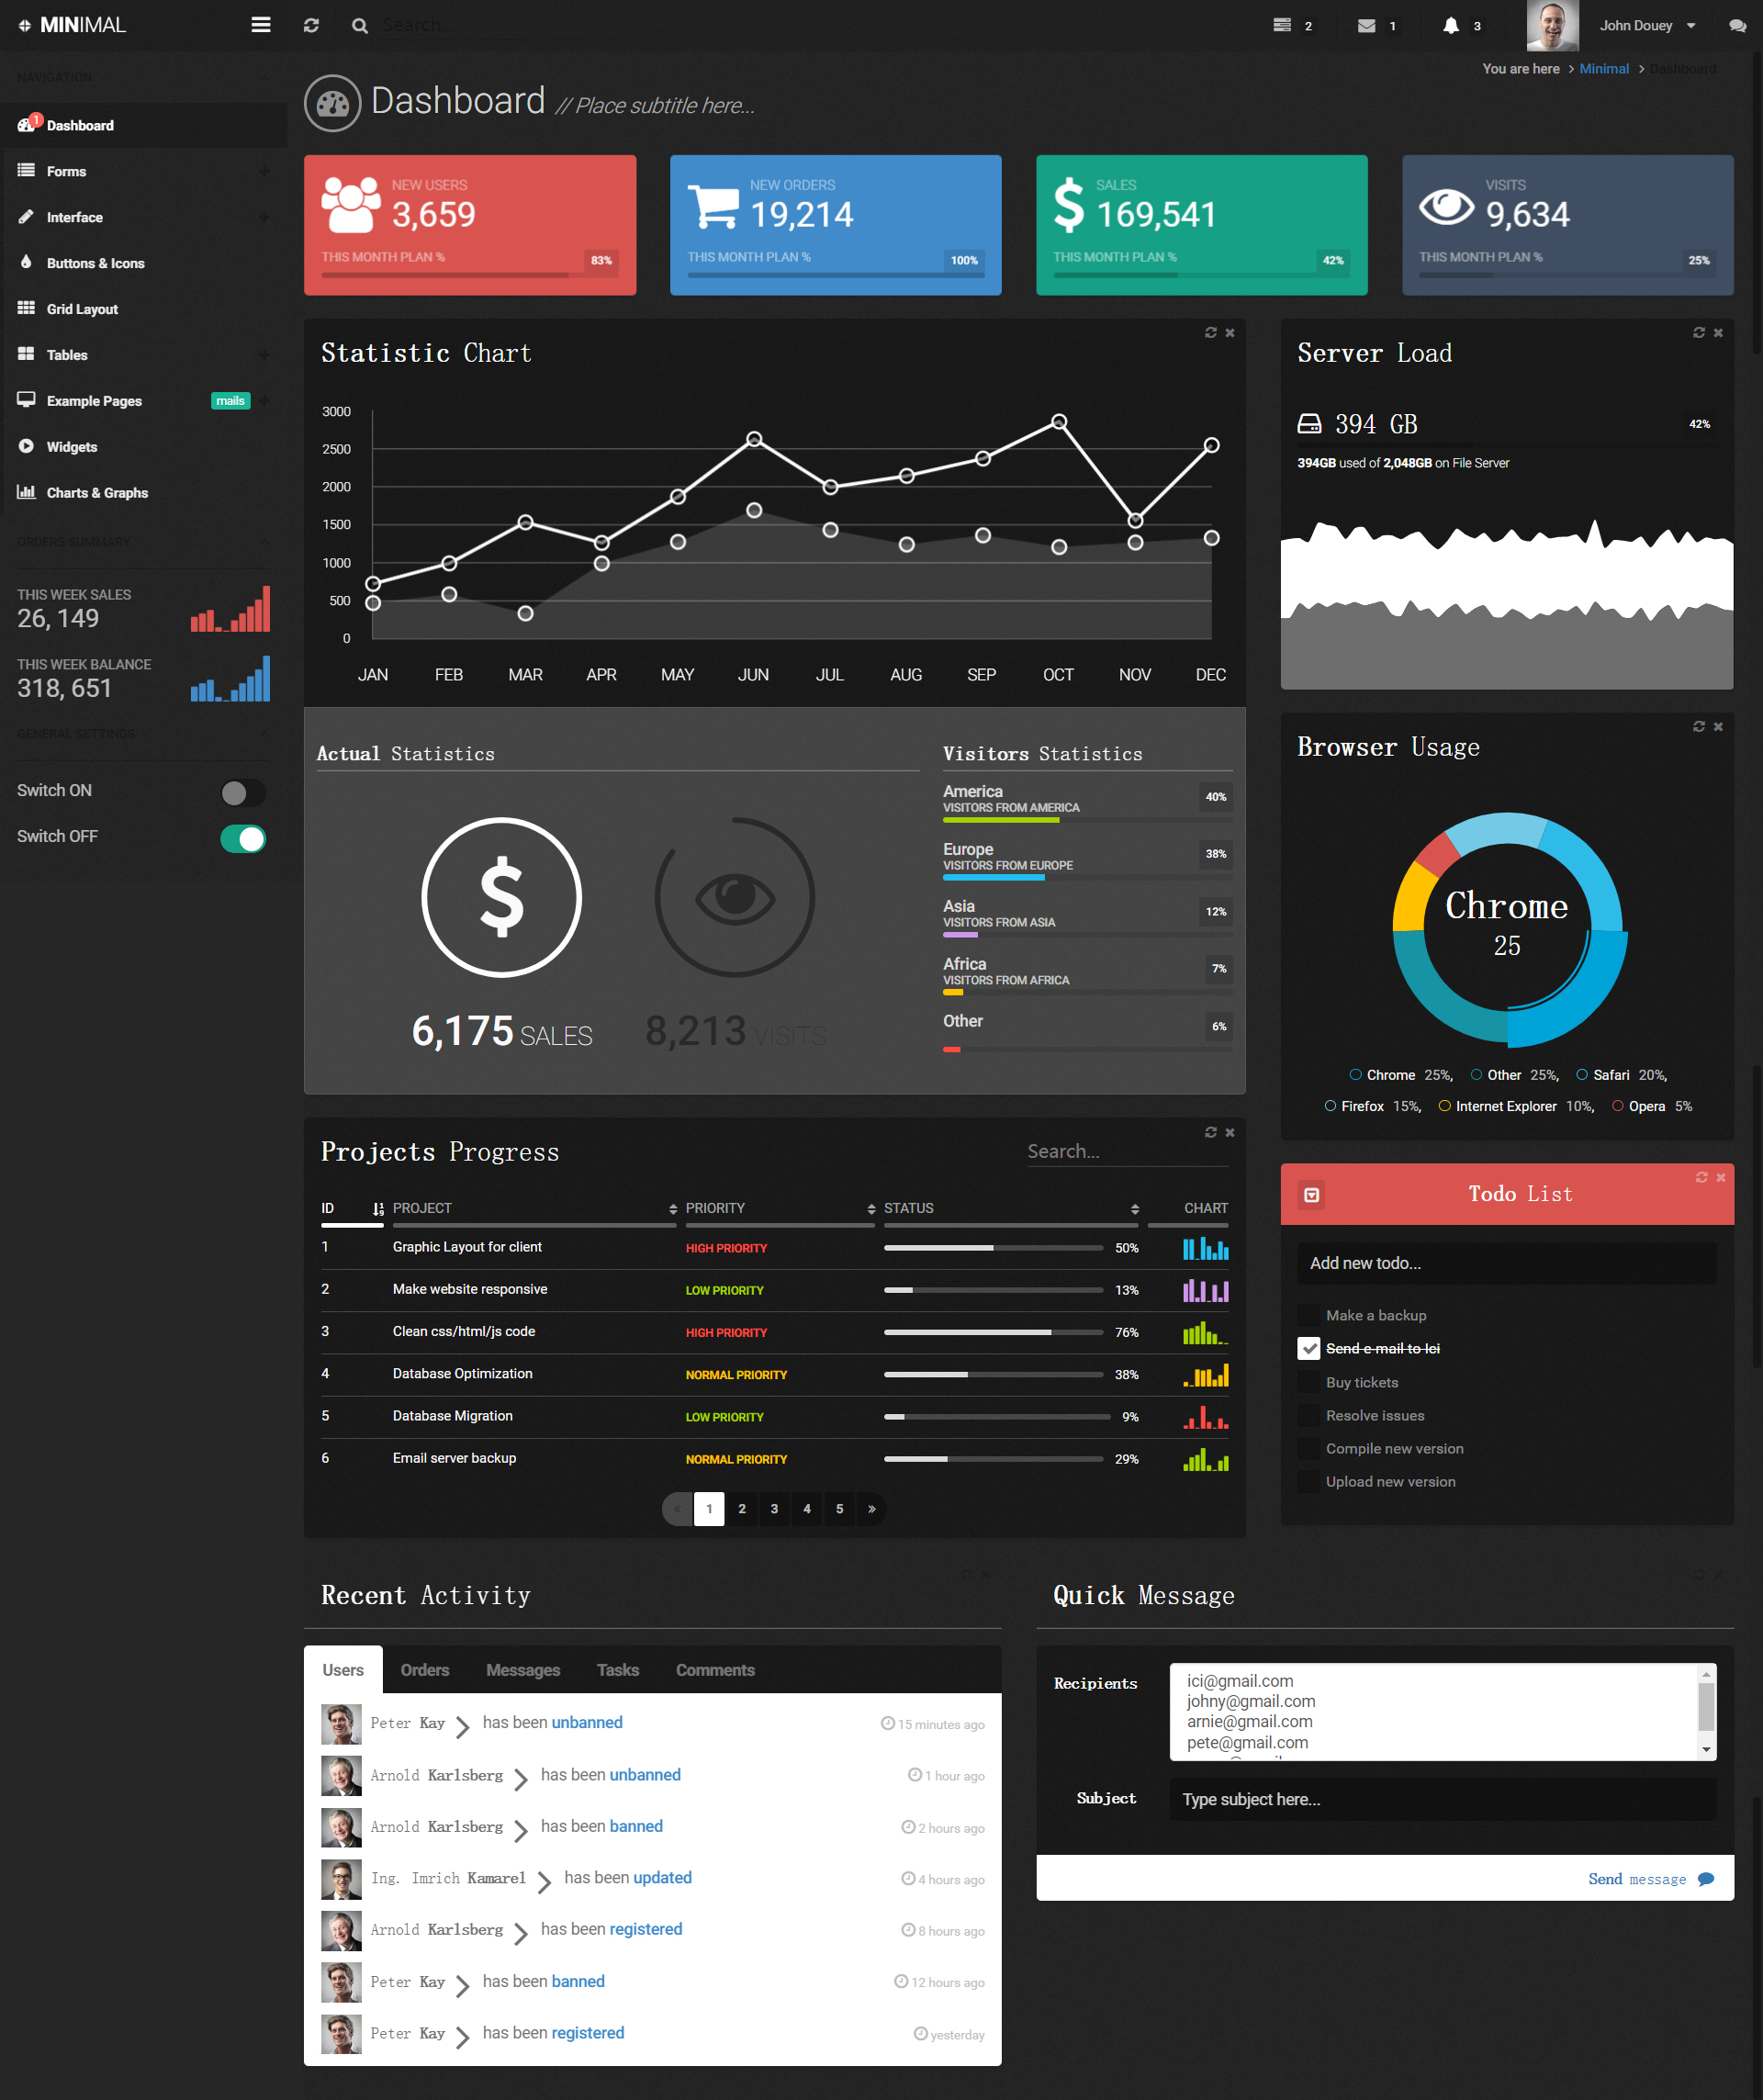 MINIMAL
Search...
2
1
3
John Douey
NAVIGATION
You are here > Minimal > Dashboard
Dashboard // Place subtitle here...
1
Dashboard
Forms
Interface
Buttons & Icons
Grid Layout
Tables
Example Pages mails
Widgets
Charts & Graphs
ORDERS SUMMARY
THIS WEEK SALES
26, 149
THIS WEEK BALANCE
318, 651
GENERAL SETTINGS
Switch ON
Switch OFF
NEW USERS
3,659
THIS MONTH PLAN % 83%
NEW ORDERS
19,214
THIS MONTH PLAN % 100%
SALES
169,541
THIS MONTH PLAN % 42%
VISITS
9,634
THIS MONTH PLAN % 25%
Statistic Chart
3000
2500
2000
1500
1000
500
0
JAN FEB MAR APR MAY JUN JUL AUG SEP OCT NOV DEC
Server Load
394 GB 42%
394GB used of 2,048GB on File Server
Actual Statistics
6,175 SALES
8,213 VISITS
Visitors Statistics
America 40%
VISITORS FROM AMERICA
Europe 38%
VISITORS FROM EUROPE
Asia 12%
VISITORS FROM ASIA
Africa 7%
VISITORS FROM AFRICA
Other 6%
Browser Usage
Chrome
25
Chrome 25%, Other 25%, Safari 20%,
Firefox 15%, Internet Explorer 10%, Opera 5%
Projects Progress
Search...
ID PROJECT PRIORITY STATUS CHART
1 Graphic Layout for client HIGH PRIORITY 50%
2 Make website responsive LOW PRIORITY 13%
3 Clean css/html/js code HIGH PRIORITY 76%
4 Database Optimization NORMAL PRIORITY 38%
5 Database Migration LOW PRIORITY 9%
6 Email server backup NORMAL PRIORITY 29%
« 1 2 3 4 5 »
Todo List
Add new todo...
Make a backup
Send e-mail to Ici
Buy tickets
Resolve issues
Compile new version
Upload new version
Recent Activity
Users Orders Messages Tasks Comments
Peter Kay has been unbanned 15 minutes ago
Arnold Karlsberg has been unbanned 1 hour ago
Arnold Karlsberg has been banned 2 hours ago
Ing. Imrich Kamarel has been updated 4 hours ago
Arnold Karlsberg has been registered 8 hours ago
Peter Kay has been banned 12 hours ago
Peter Kay has been registered yesterday
Quick Message
Recipients
ici@gmail.com
johny@gmail.com
arnie@gmail.com
pete@gmail.com
Subject
Type subject here...
Send message